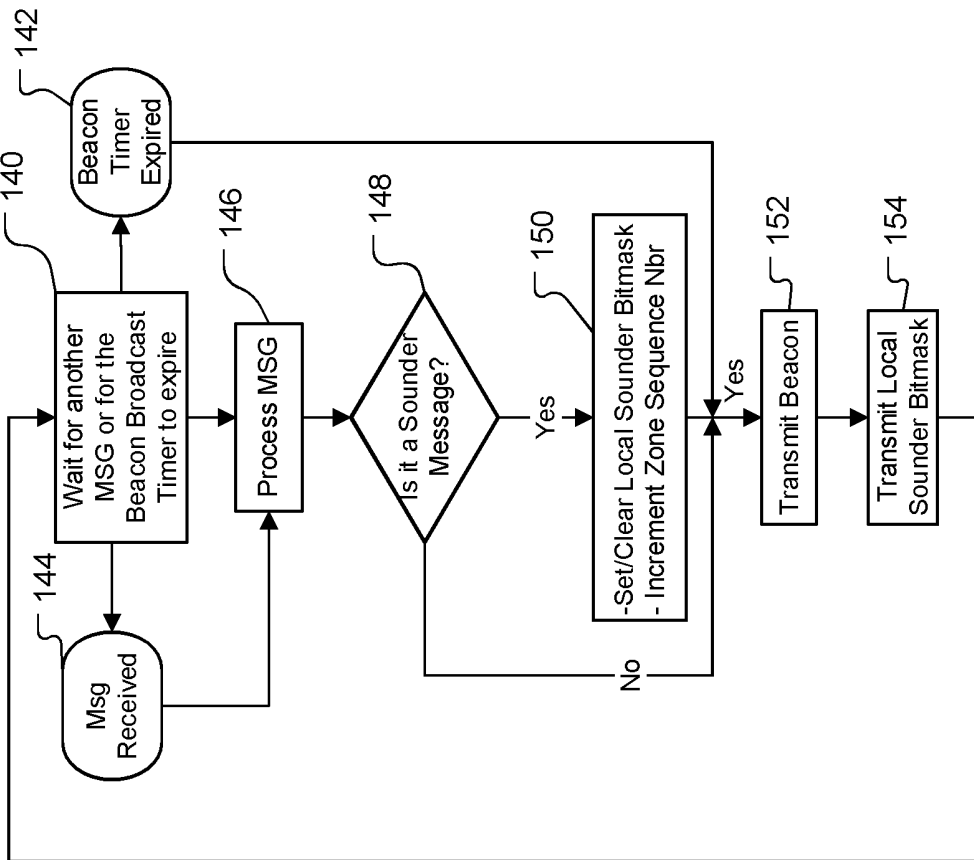 140
Wait for another
MSG or for the
Beacon Broadcast
Timer to expire
142
Beacon
Timer
Expired
144
Msg
Received
146
Process MSG
148
Is it a Sounder
Message?
Yes
No
150
-Set/Clear Local Sounder Bitmask
- Increment Zone Sequence Nbr
Yes
152
Transmit Beacon
154
Transmit Local
Sounder Bitmask